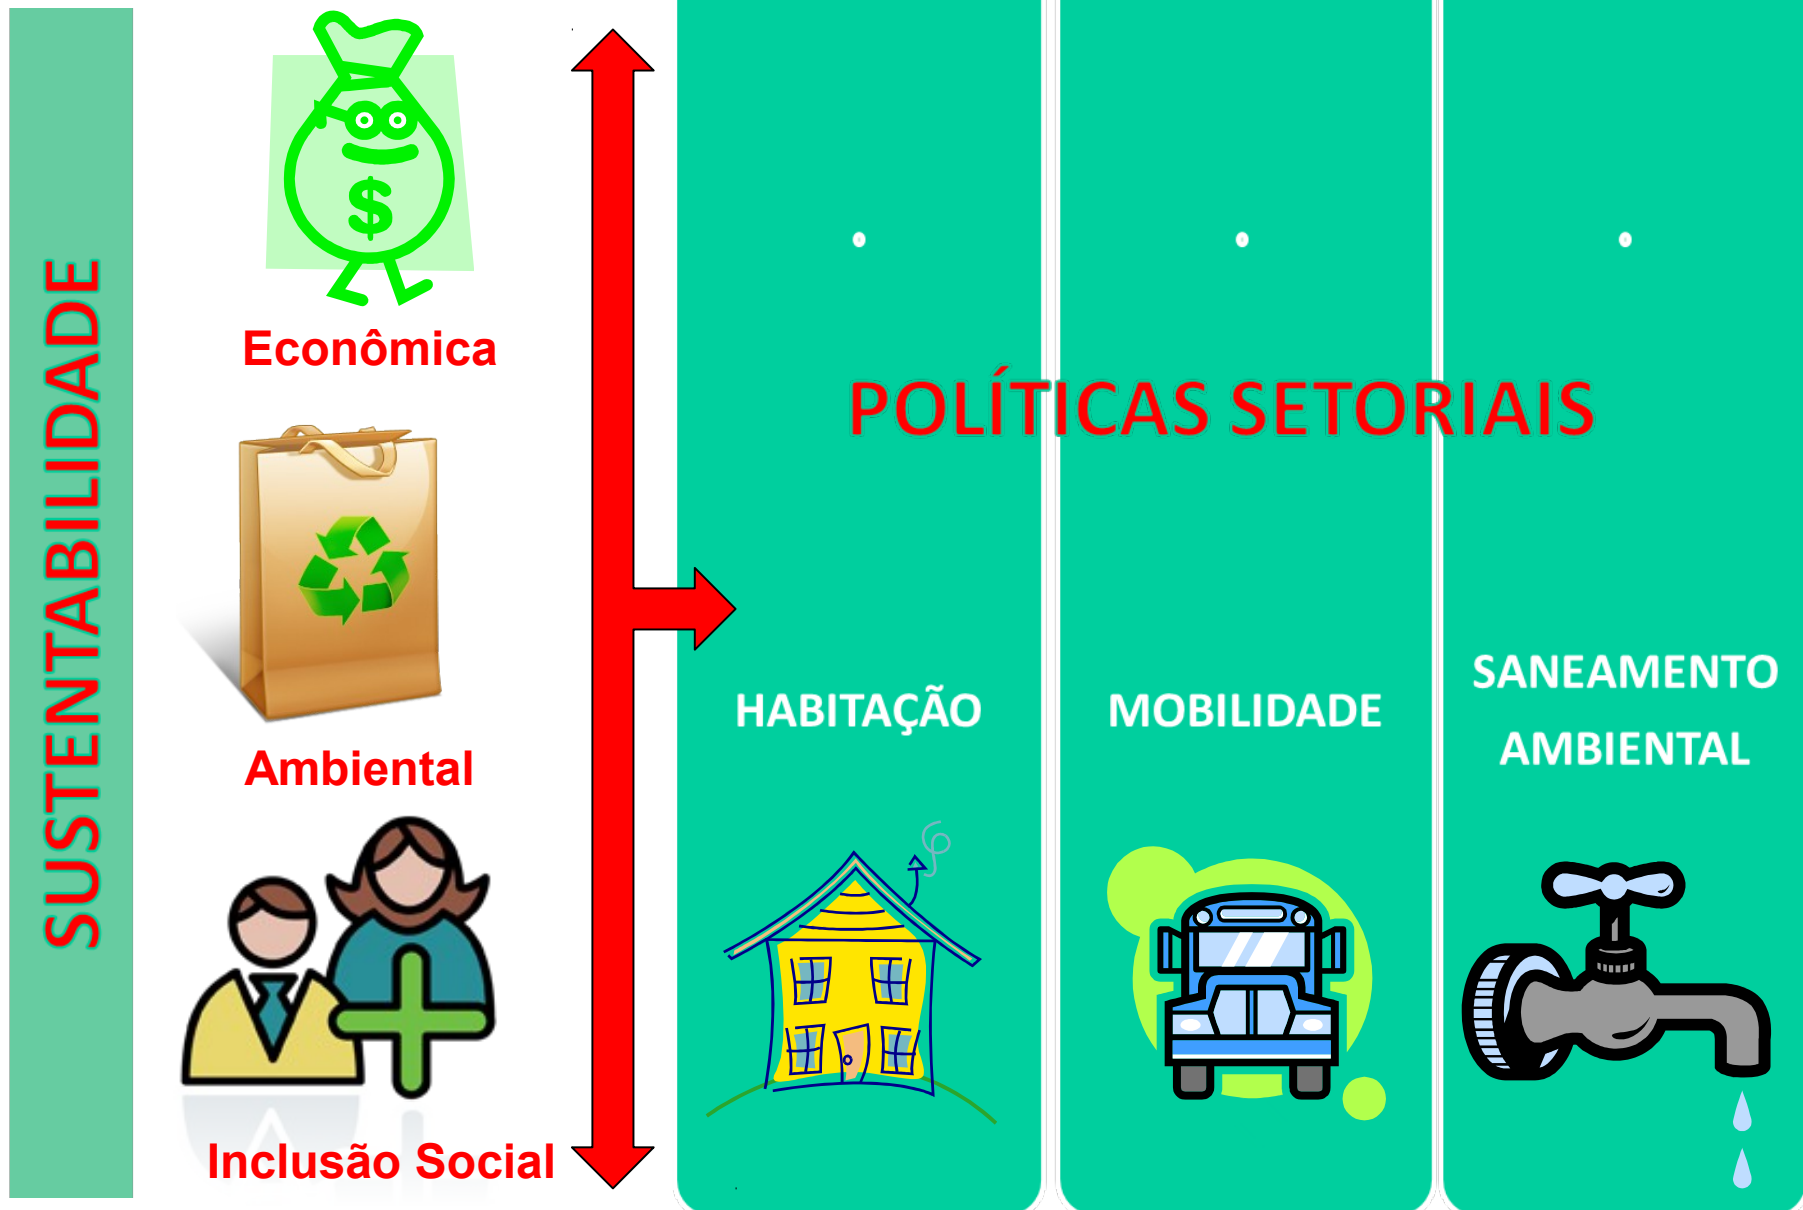 SUSTENTABILIDADE
$
Econômica
Ambiental
Inclusão Social
POLÍTICAS SETORIAIS
HABITAÇÃO
MOBILIDADE
SANEAMENTO
AMBIENTAL